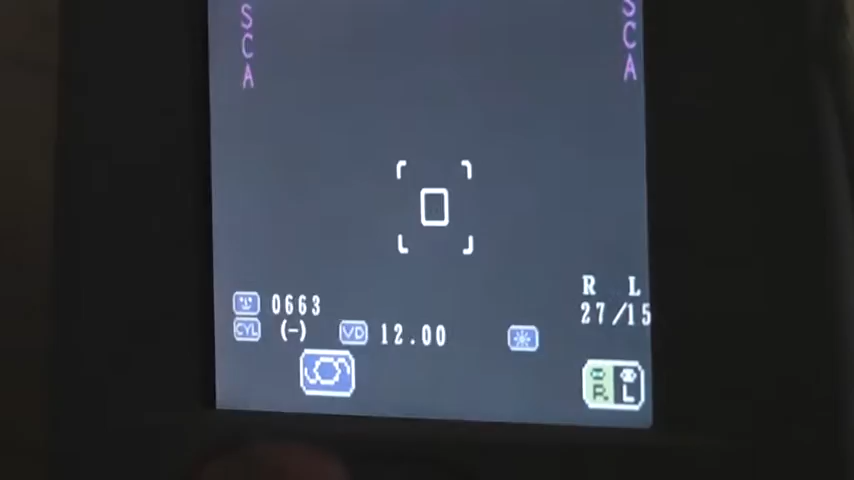 S S
C C
A A
R L
0663 27/15
CYL (-) VD 12.00
R L